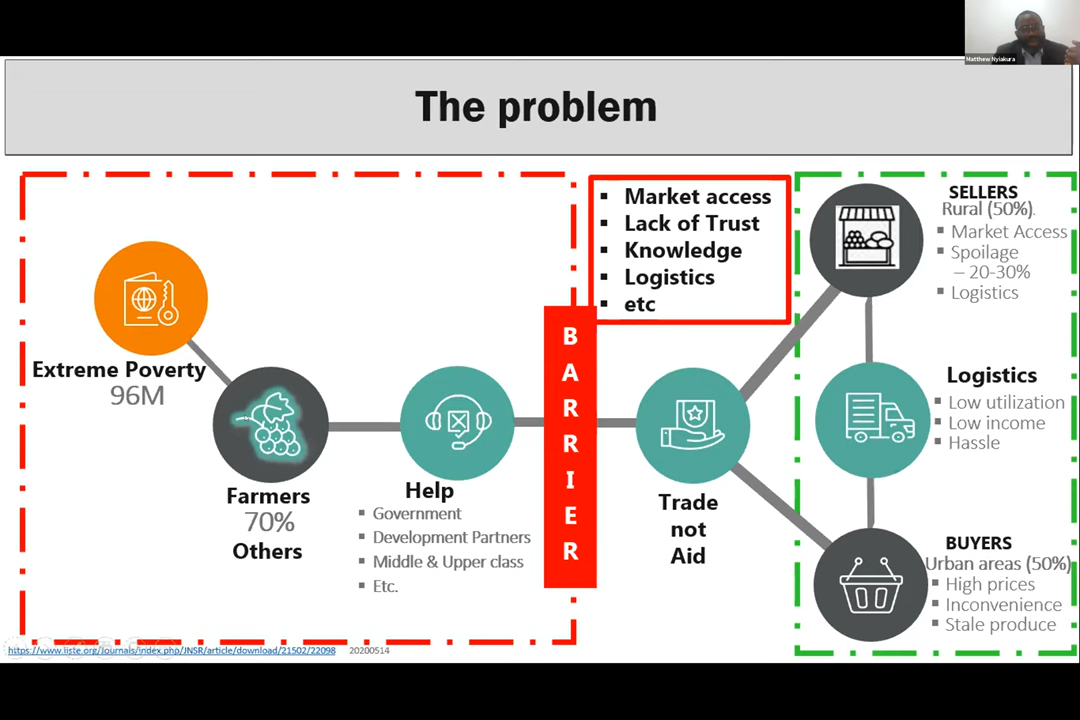 Matthew Nyiakura
The problem
▪ Market access
▪ Lack of Trust
▪ Knowledge
▪ Logistics
▪ etc
SELLERS
Rural (50%).
▪ Market Access
▪ Spoilage
– 20-30%
▪ Logistics
Extreme Poverty
96M
BARRIER
Farmers
70%
Others
Help
▪ Government
▪ Development Partners
▪ Middle & Upper class
▪ Etc.
Trade
not
Aid
Logistics
▪ Low utilization
▪ Low income
▪ Hassle
BUYERS
Urban areas (50%)
▪ High prices
▪ Inconvenience
▪ Stale produce
https://www.iiste.org/Journals/index.php/JNSR/article/download/21502/22098 20200514